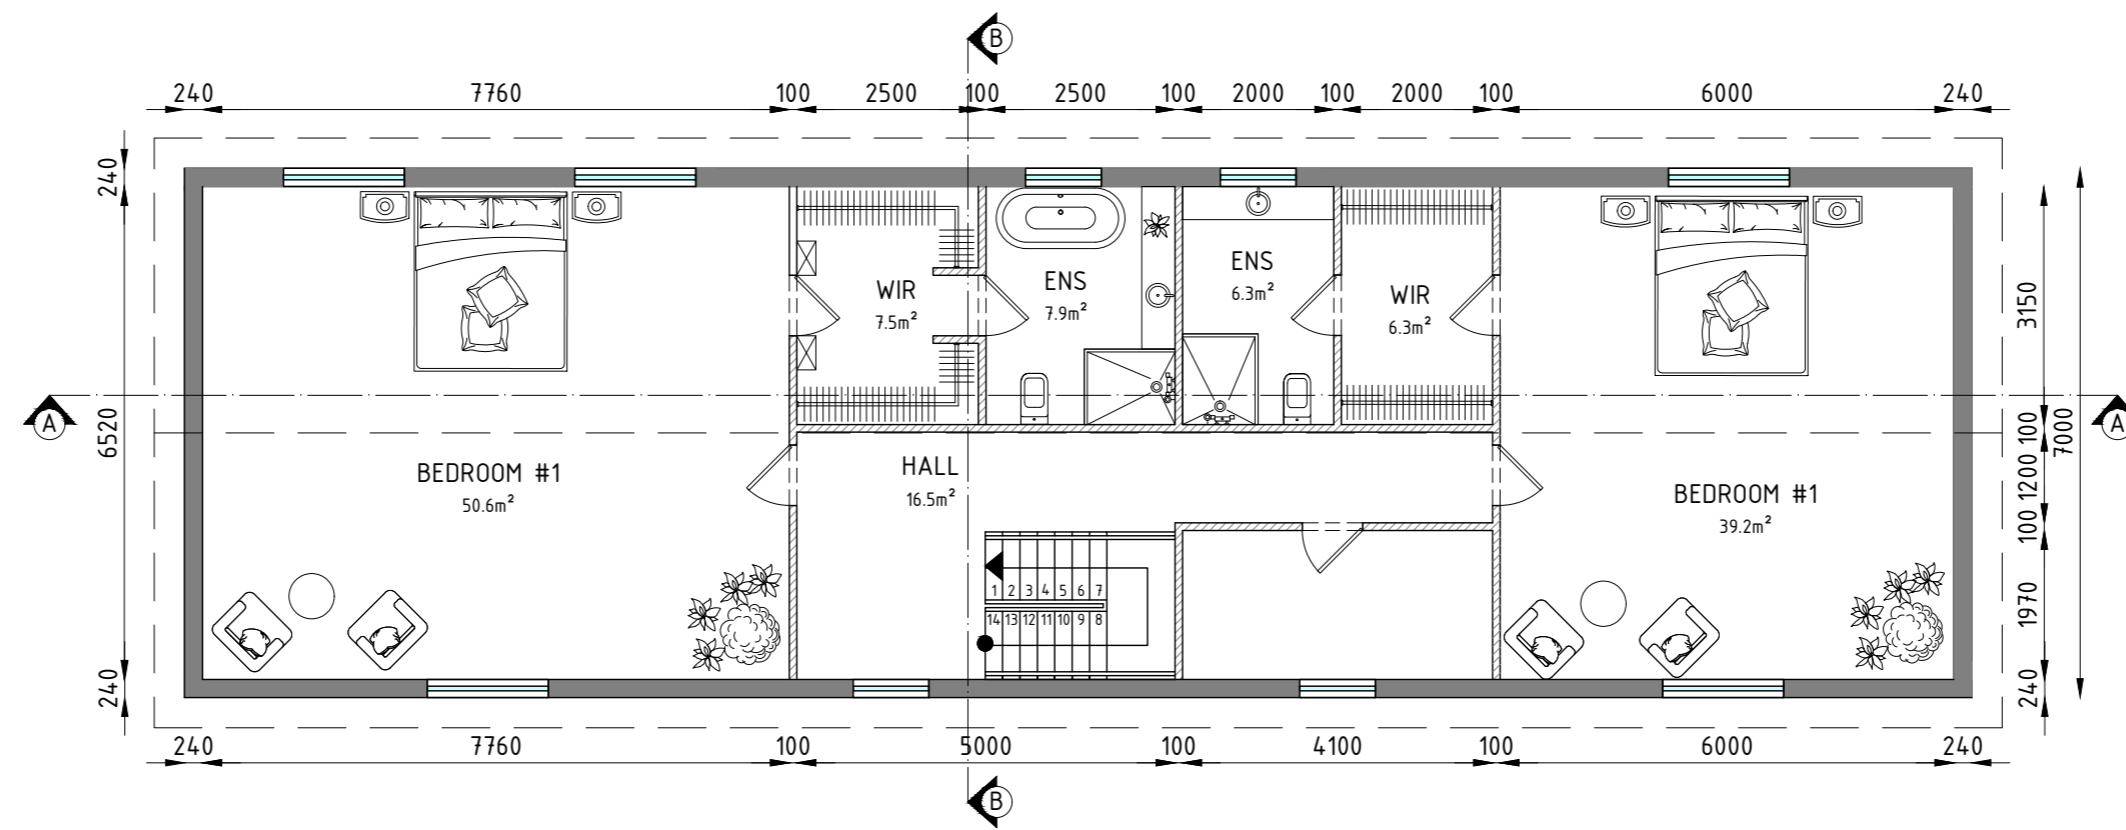 B
240 7760 100 2500 100 2500 100 2000 100 2000 100 6000 240
240
6520
240
A
WIR
7.5m²
ENS
7.9m²
ENS
6.3m²
WIR
6.3m²
3150
100
1200
100
1970
240
7000
A
BEDROOM #1
50.6m²
HALL
16.5m²
BEDROOM #1
39.2m²
1 2 3 4 5 6 7
14 13 12 11 10 9 8
240 7760 100 5000 100 4100 100 6000 240
B